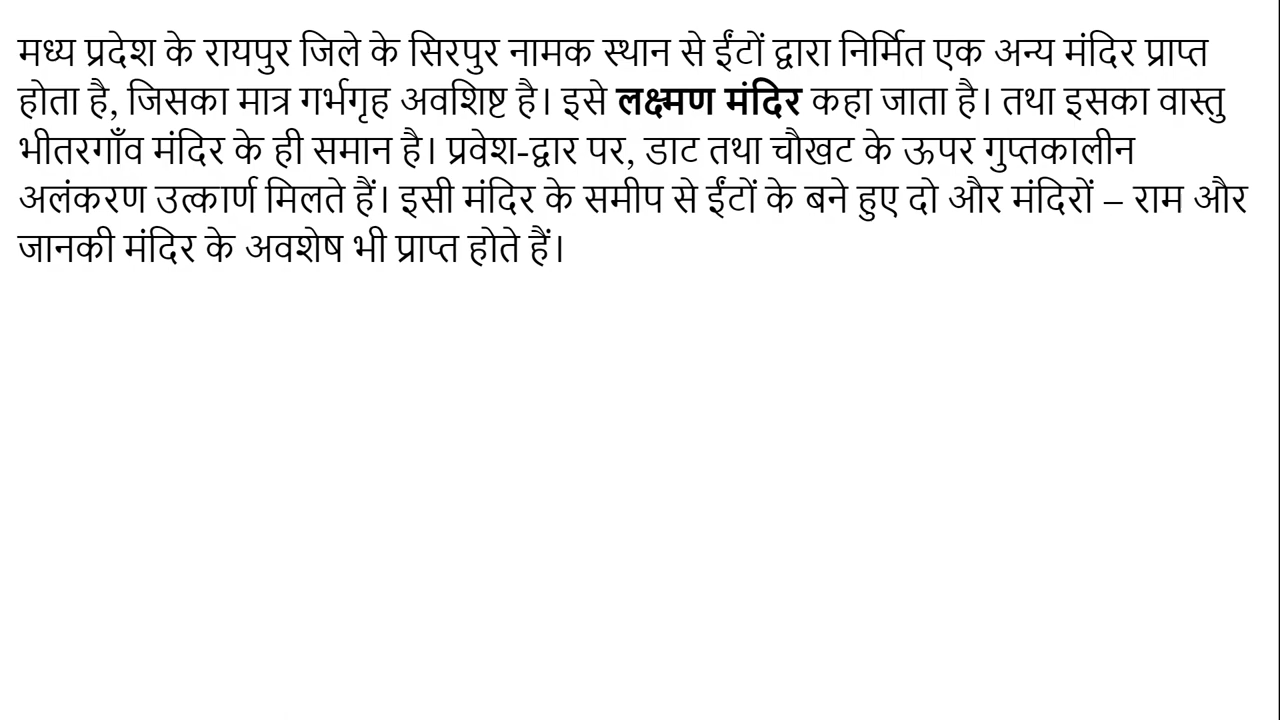 मध्य प्रदेश के रायपुर जिले के सिरपुर नामक स्थान से ईंटों द्वारा निर्मित एक अन्य मंदिर प्राप्त
होता है, जिसका मात्र गर्भगृह अवशिष्ट है। इसे लक्ष्मण मंदिर कहा जाता है। तथा इसका वास्तु
भीतरगाँव मंदिर के ही समान है। प्रवेश-द्वार पर, डाट तथा चौखट के ऊपर गुप्तकालीन
अलंकरण उत्कार्ण मिलते हैं। इसी मंदिर के समीप से ईंटों के बने हुए दो और मंदिरों – राम और
जानकी मंदिर के अवशेष भी प्राप्त होते हैं।